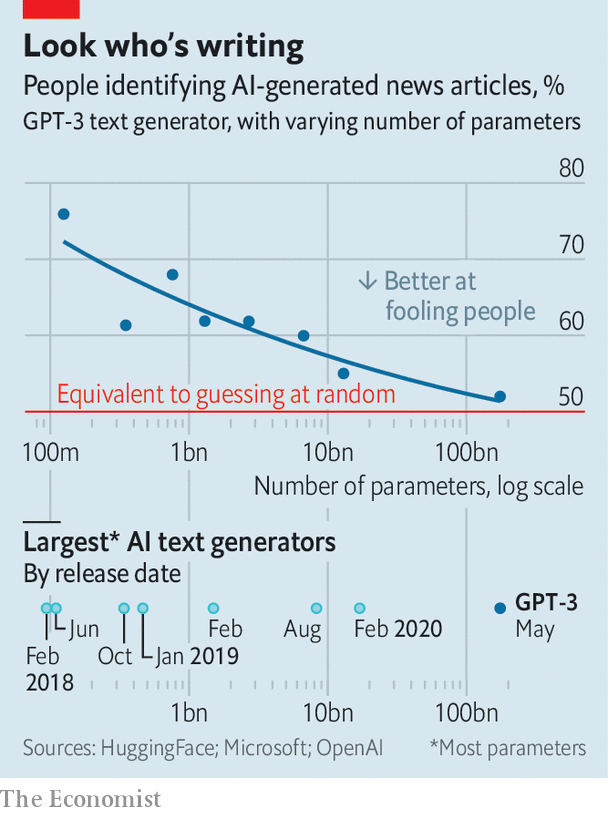 Look who's writing
People identifying AI-generated news articles, %
GPT-3 text generator, with varying number of parameters
80
70
↓ Better at
fooling people
60
Equivalent to guessing at random
50
100m 1bn 10bn 100bn
Number of parameters, log scale
Largest* AI text generators
By release date
GPT-3
Jun Feb Aug Feb 2020 May
Feb Oct Jan 2019
2018
1bn 10bn 100bn
Sources: HuggingFace; Microsoft; OpenAI *Most parameters
The Economist